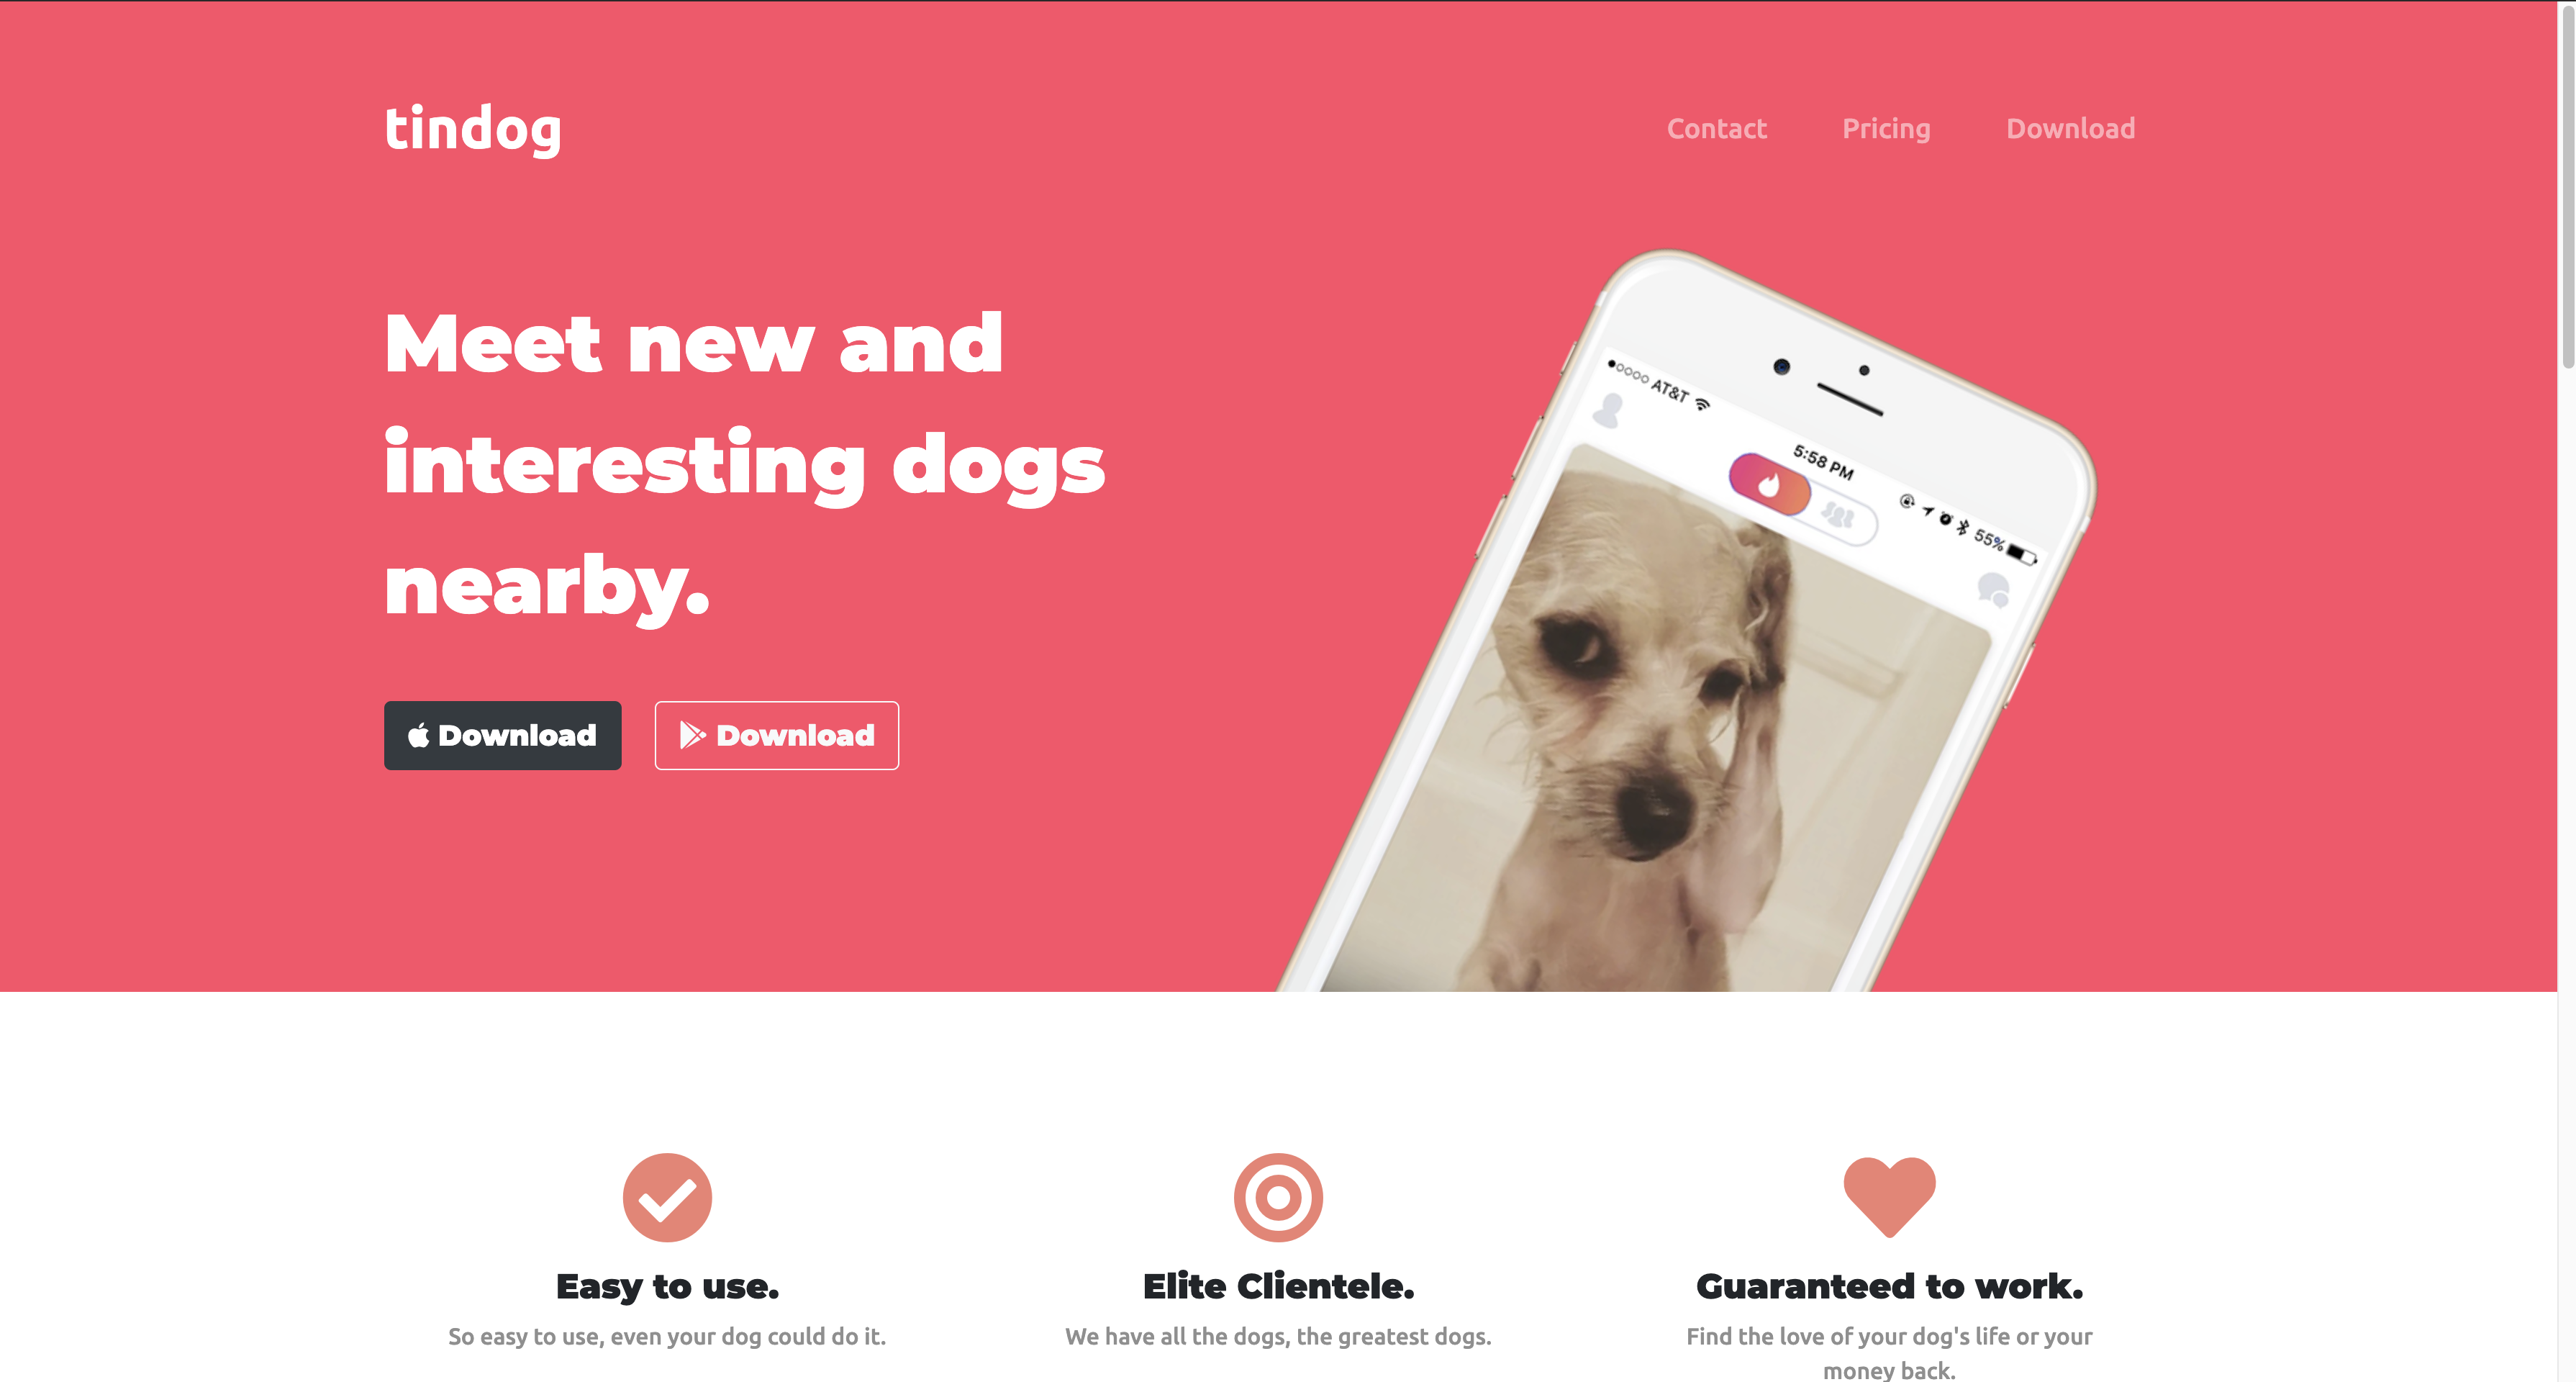 tindog
Contact Pricing Download
Meet new and
interesting dogs
nearby.
Download Download
AT&T
5:58 PM
55%
Easy to use.
So easy to use, even your dog could do it.
Elite Clientele.
We have all the dogs, the greatest dogs.
Guaranteed to work.
Find the love of your dog's life or your
money back.